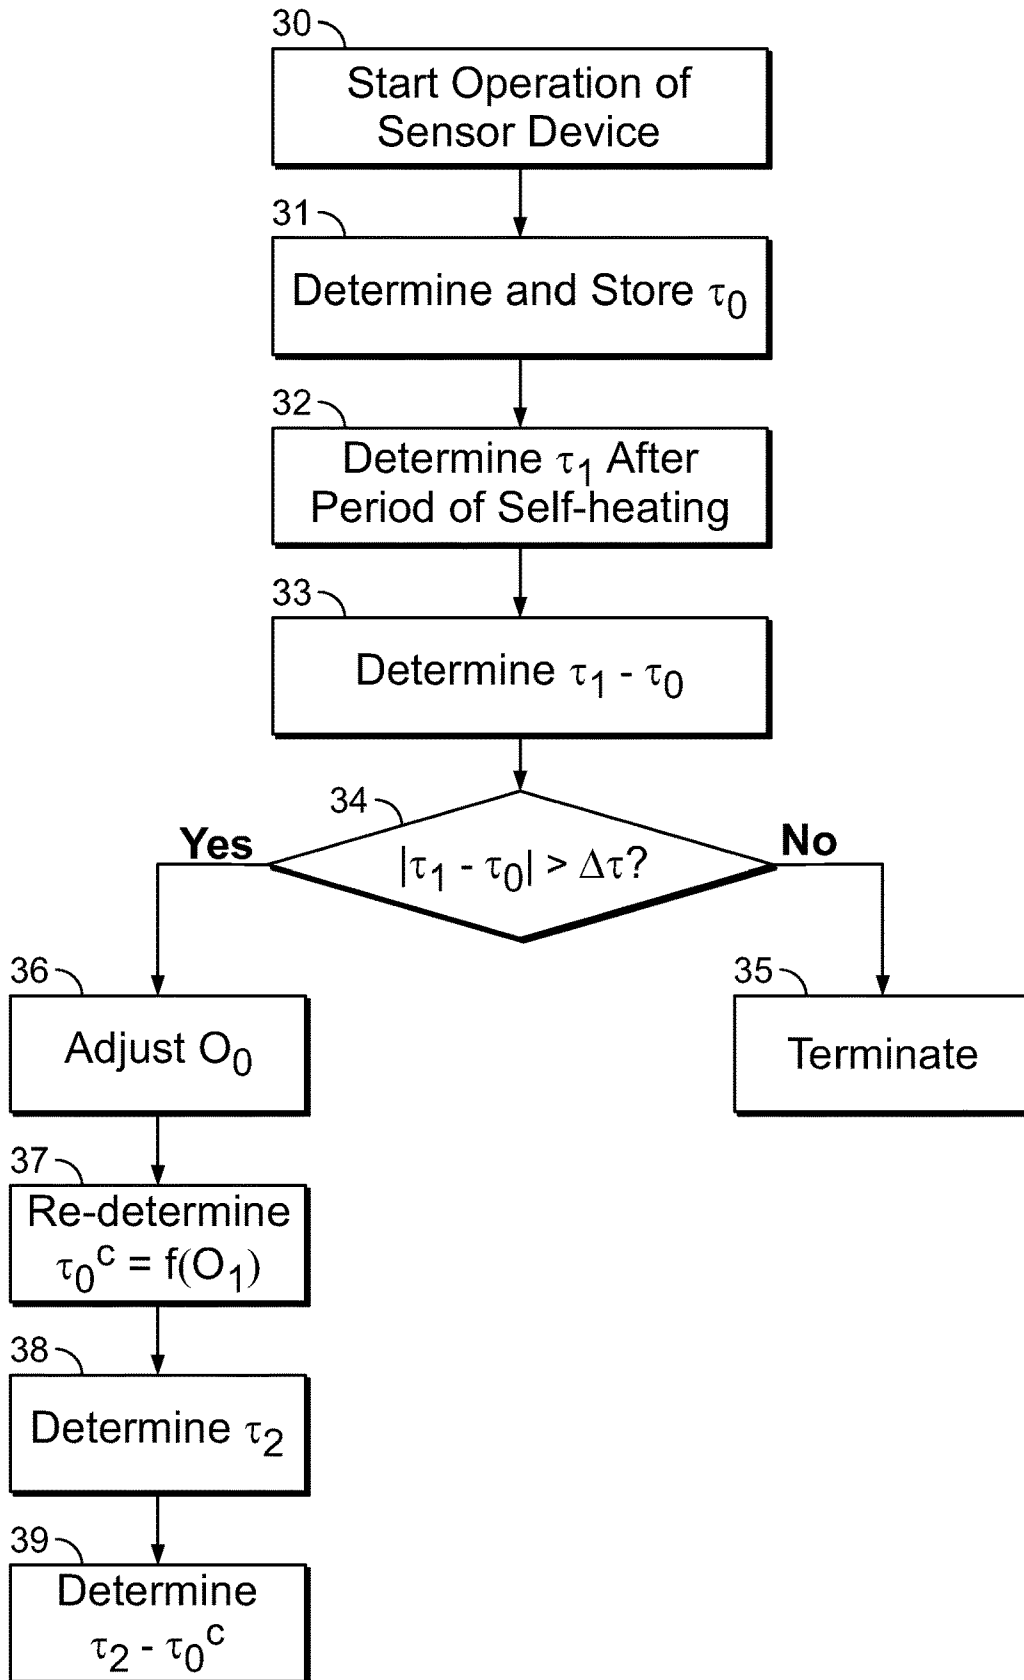 30
Start Operation of
Sensor Device
31
Determine and Store τ₀
32
Determine τ₁ After
Period of Self-heating
33
Determine τ₁ - τ₀
34
|τ₁ - τ₀| > Δτ?
Yes
No
36
Adjust O₀
35
Terminate
37
Re-determine
τ₀ᶜ = f(O₁)
38
Determine τ₂
39
Determine
τ₂ - τ₀ᶜ